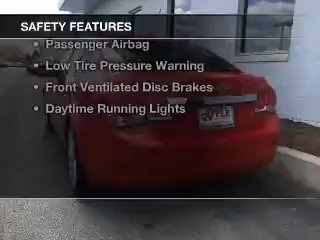 SAFETY FEATURES
Passenger Airbag
Low Tire Pressure Warning
Front Ventilated Disc Brakes
Daytime Running Lights